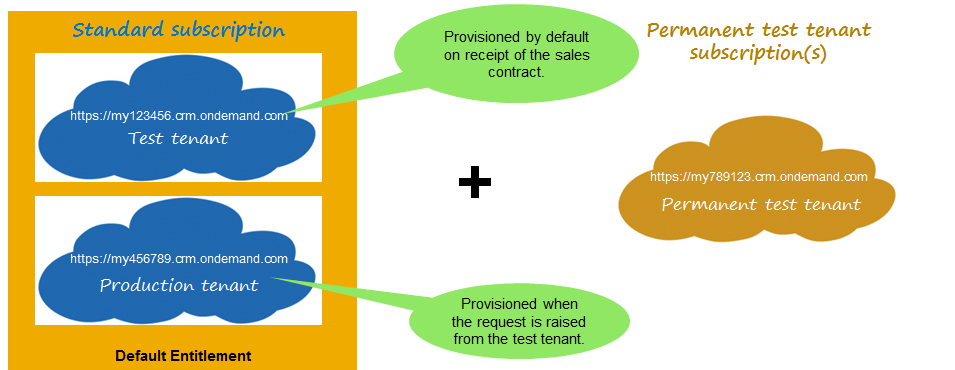 Standard subscription
https://my123456.crm.ondemand.com
Test tenant
https://my456789.crm.ondemand.com
Production tenant
Default Entitlement
Provisioned by default
on receipt of the sales
contract.
Provisioned when
the request is raised
from the test tenant.
+
Permanent test tenant
subscription(s)
https://my789123.crm.ondemand.com
Permanent test tenant